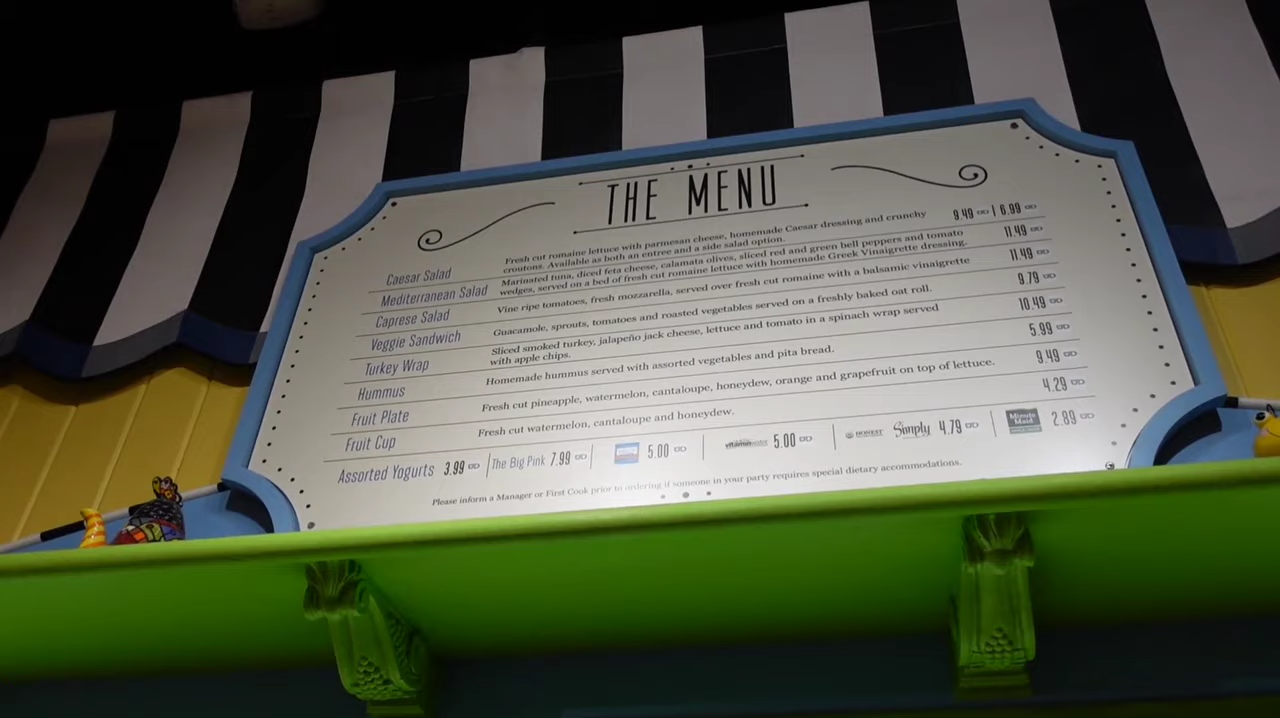 THE MENU
Caesar Salad Fresh cut romaine lettuce with parmesan cheese, homemade Caesar dressing and crunchy 9.49 | 6.99
croutons. Available as both an entree and a side salad option.
Mediterranean Salad Marinated tuna, diced feta cheese, calamata olives, sliced red and green bell peppers and tomato 11.49
wedges, served on a bed of fresh cut romaine lettuce with homemade Greek Vinaigrette dressing.
Caprese Salad Vine ripe tomatoes, fresh mozzarella, served over fresh cut romaine with a balsamic vinaigrette 11.49
Veggie Sandwich Guacamole, sprouts, tomatoes and roasted vegetables served on a freshly baked oat roll. 9.79
Turkey Wrap Sliced smoked turkey, jalapeño jack cheese, lettuce and tomato in a spinach wrap served 10.49
with apple chips.
Hummus Homemade hummus served with assorted vegetables and pita bread. 5.99
Fruit Plate Fresh cut pineapple, watermelon, cantaloupe, honeydew, orange and grapefruit on top of lettuce. 9.49
Fruit Cup Fresh cut watermelon, cantaloupe and honeydew. 4.29
Assorted Yogurts 3.99 | The Big Pink 7.99 | 5.00 | vitaminwater 5.00 | HONEST Simply 4.79 | Minute Maid 2.89
Please inform a Manager or First Cook prior to ordering if someone in your party requires special dietary accommodations.